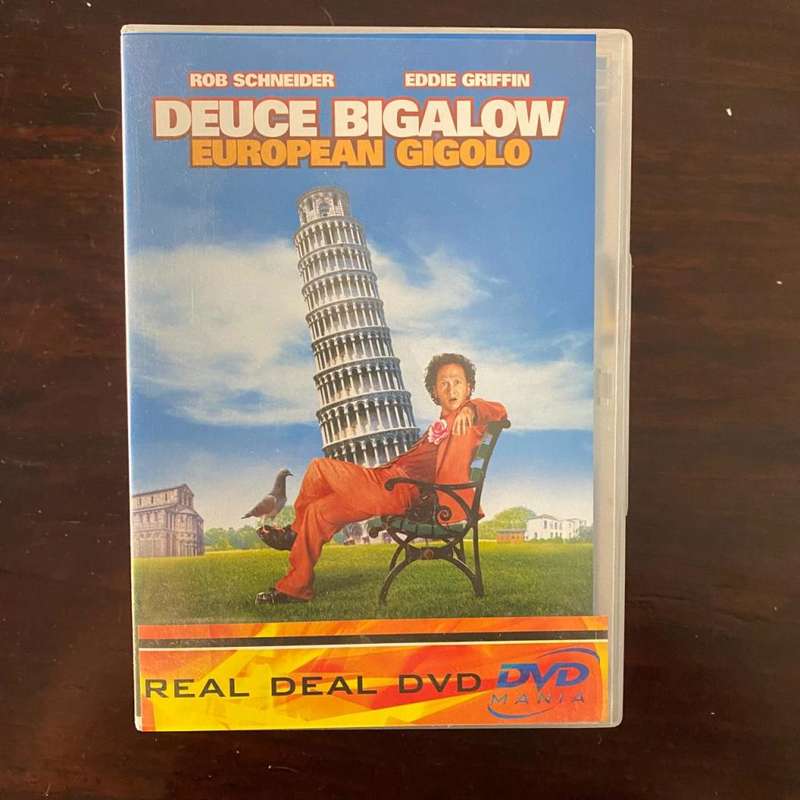 ROB SCHNEIDER EDDIE GRIFFIN
DEUCE BIGALOW
EUROPEAN GIGOLO
REAL DEAL DVD DVD
MANIA